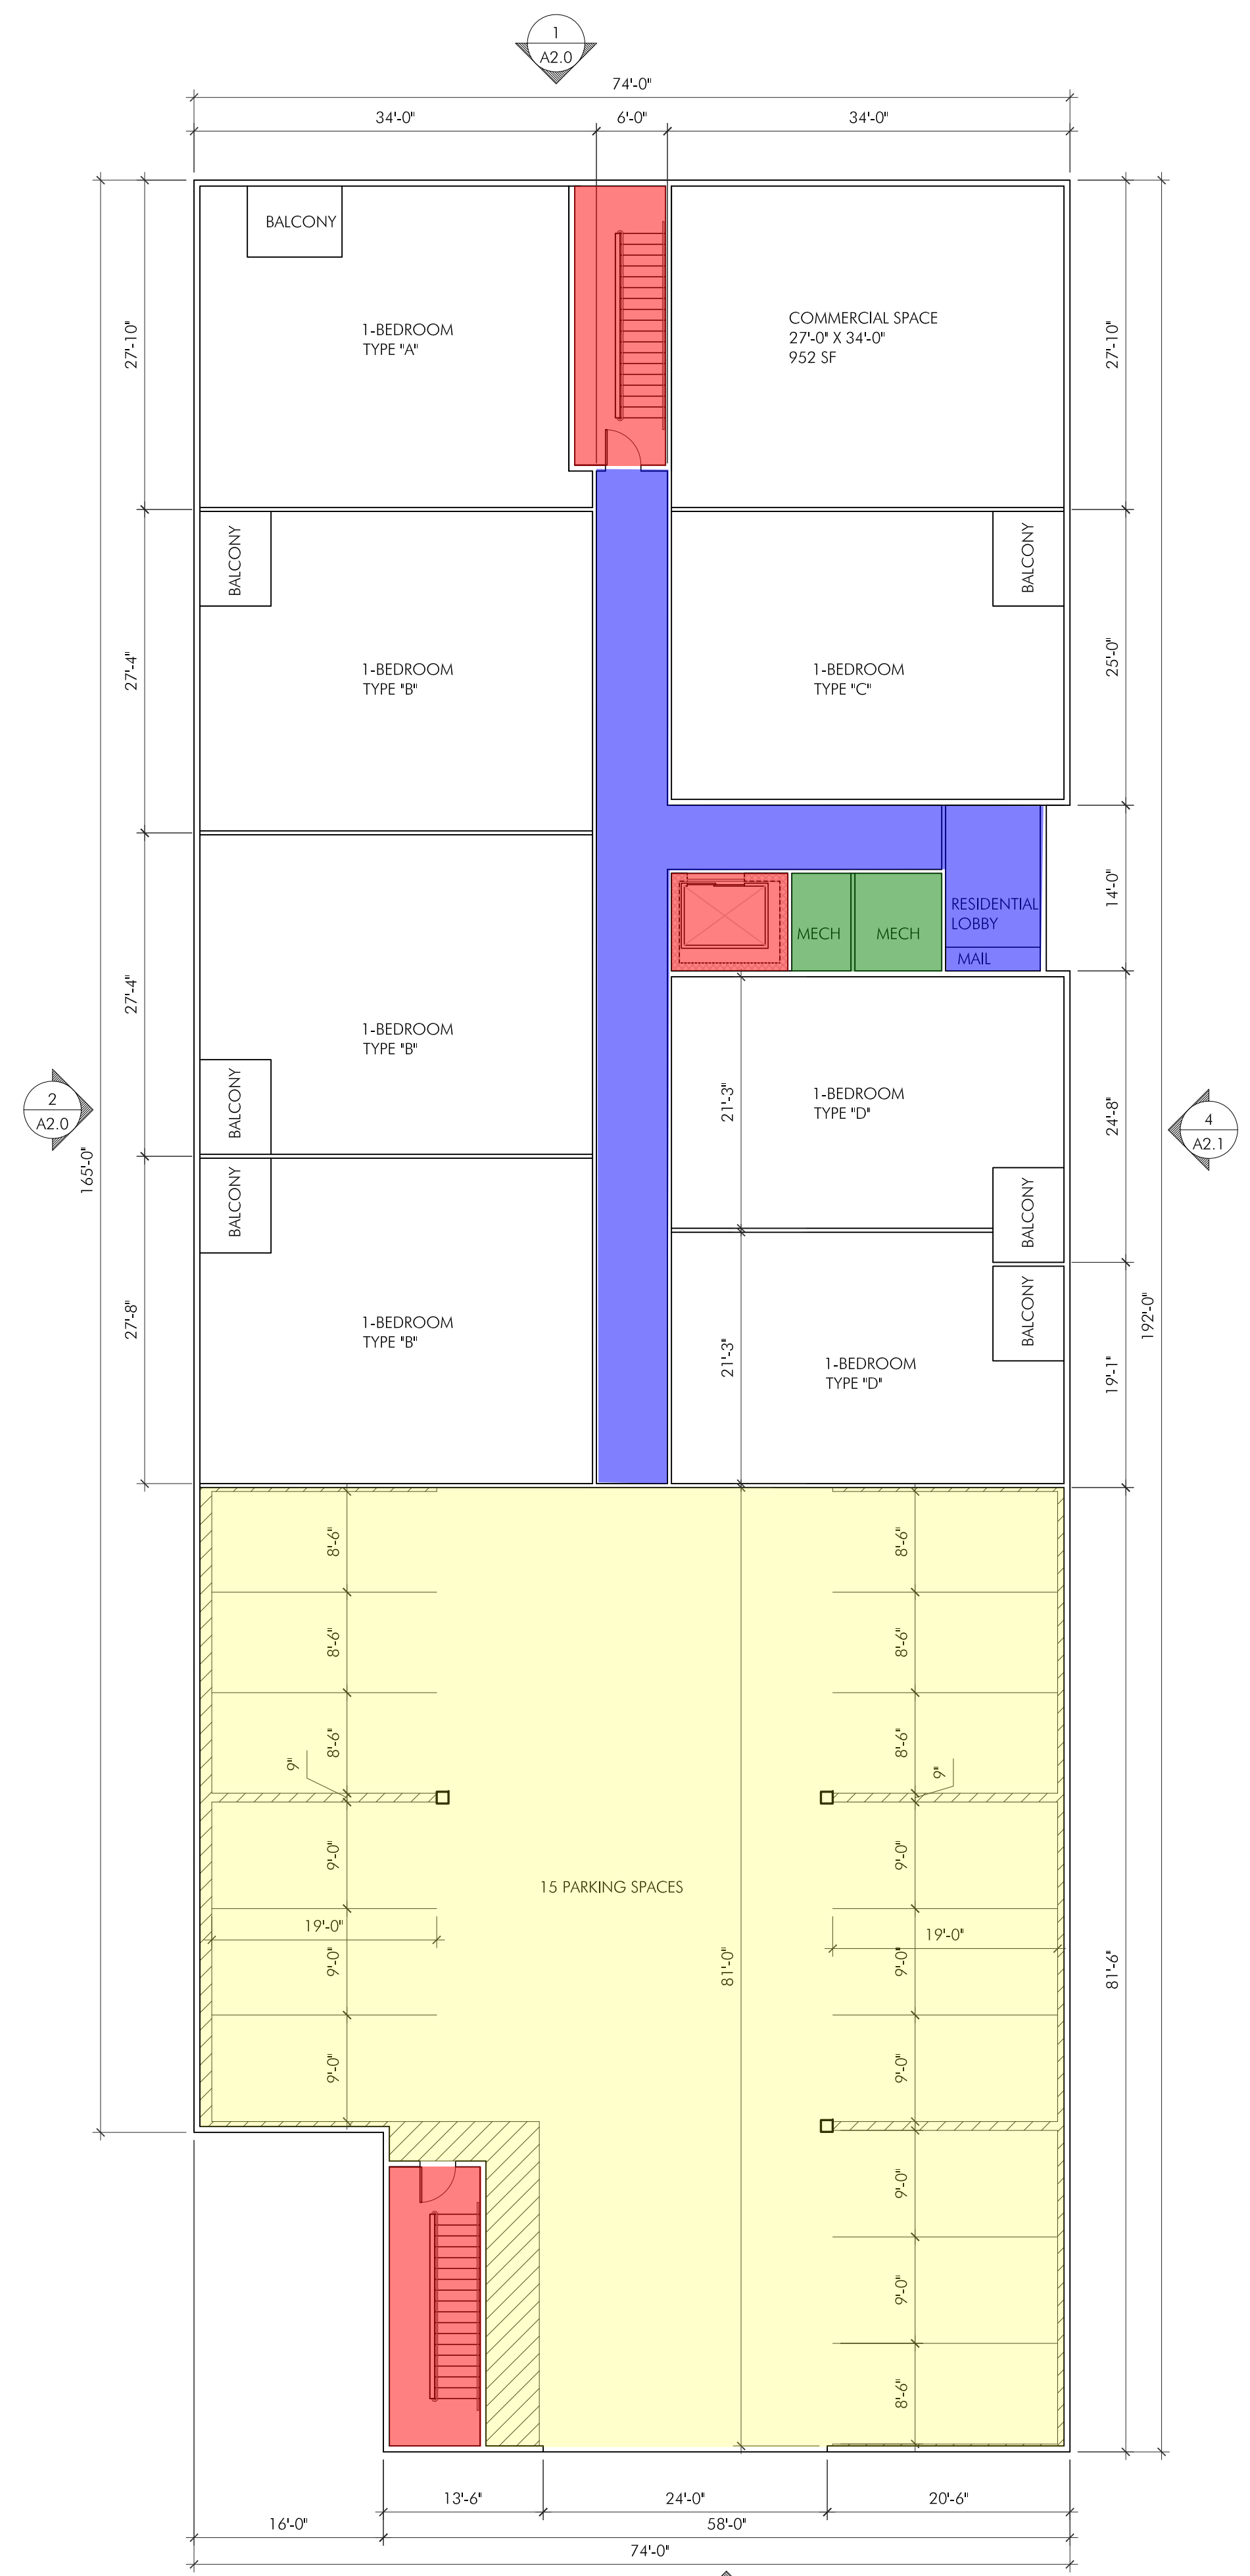 1
A2.0
74'-0"
34'-0"
6'-0"
34'-0"
BALCONY
1-BEDROOM
TYPE "A"
COMMERCIAL SPACE
27'-0" X 34'-0"
952 SF
27'-10"
27'-10"
BALCONY
BALCONY
1-BEDROOM
TYPE "B"
1-BEDROOM
TYPE "C"
27'-4"
25'-0"
RESIDENTIAL
LOBBY
MECH
MECH
MAIL
14'-0"
27'-4"
1-BEDROOM
TYPE "B"
BALCONY
2
A2.0
165'-0"
21'-3"
1-BEDROOM
TYPE "D"
24'-8"
4
A2.1
BALCONY
BALCONY
BALCONY
192'-0"
27'-8"
1-BEDROOM
TYPE "B"
21'-3"
1-BEDROOM
TYPE "D"
19'-1"
8'-6"
8'-6"
8'-6"
8'-6"
8'-6"
8'-6"
9"
9"
9'-0"
9'-0"
15 PARKING SPACES
19'-0"
19'-0"
9'-0"
81'-0"
9'-0"
81'-6"
9'-0"
9'-0"
9'-0"
9'-0"
8'-6"
13'-6"
24'-0"
20'-6"
16'-0"
58'-0"
74'-0"